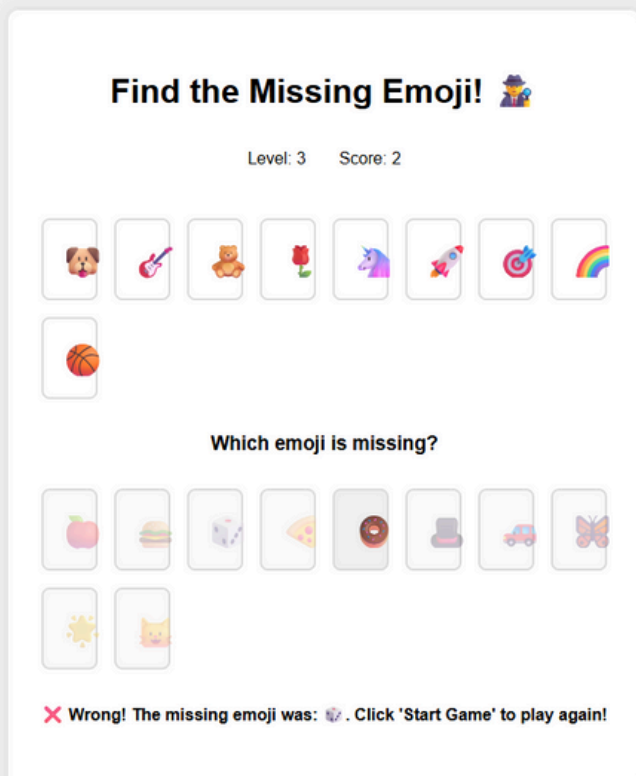 Find the Missing Emoji! 🕵️
Level: 3 Score: 2
Which emoji is missing?
❌ Wrong! The missing emoji was: 🎲. Click 'Start Game' to play again!